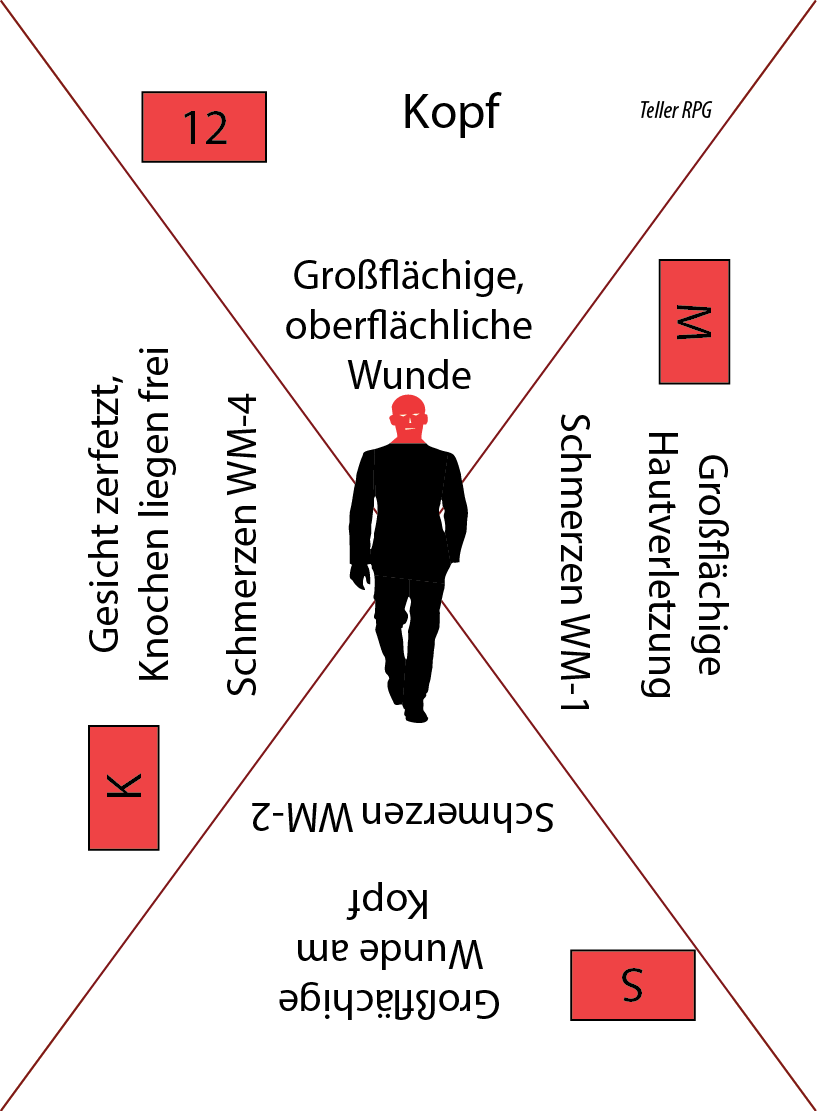 12
Kopf
Teller RPG
Großflächige,
oberflächliche
Wunde
M
Großflächige
Hautverletzung
Schmerzen WM-1
S
Großflächige
Wunde am
Kopf
Schmerzen WM-2
K
Gesicht zerfetzt,
Knochen liegen frei
Schmerzen WM-4